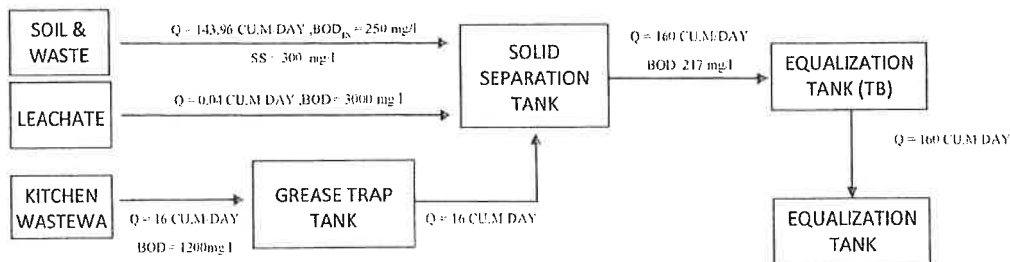 SOIL &
WASTE
Q = 143.96 CU.M DAY ,BOD_IN = 250 mg/l
SS = 300 mg/l
LEACHATE
Q = 0.04 CU.M DAY ,BOD = 3000 mg l
KITCHEN
WASTEWA
Q = 16 CU.M-DAY
BOD = 1200mg l
GREASE TRAP
TANK
Q = 16 CU.M DAY
SOLID
SEPARATION
TANK
Q = 160 CU.M/DAY
BOD 217 mg/l
EQUALIZATION
TANK (TB)
Q = 160 CU.M DAY
EQUALIZATION
TANK